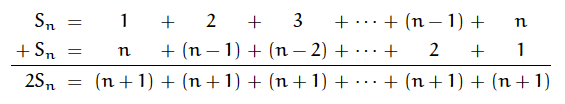 Sₙ = 1 + 2 + 3 + ··· + (n − 1) + n
+ Sₙ = n + (n − 1) + (n − 2) + ··· + 2 + 1
2Sₙ = (n + 1) + (n + 1) + (n + 1) + ··· + (n + 1) + (n + 1)